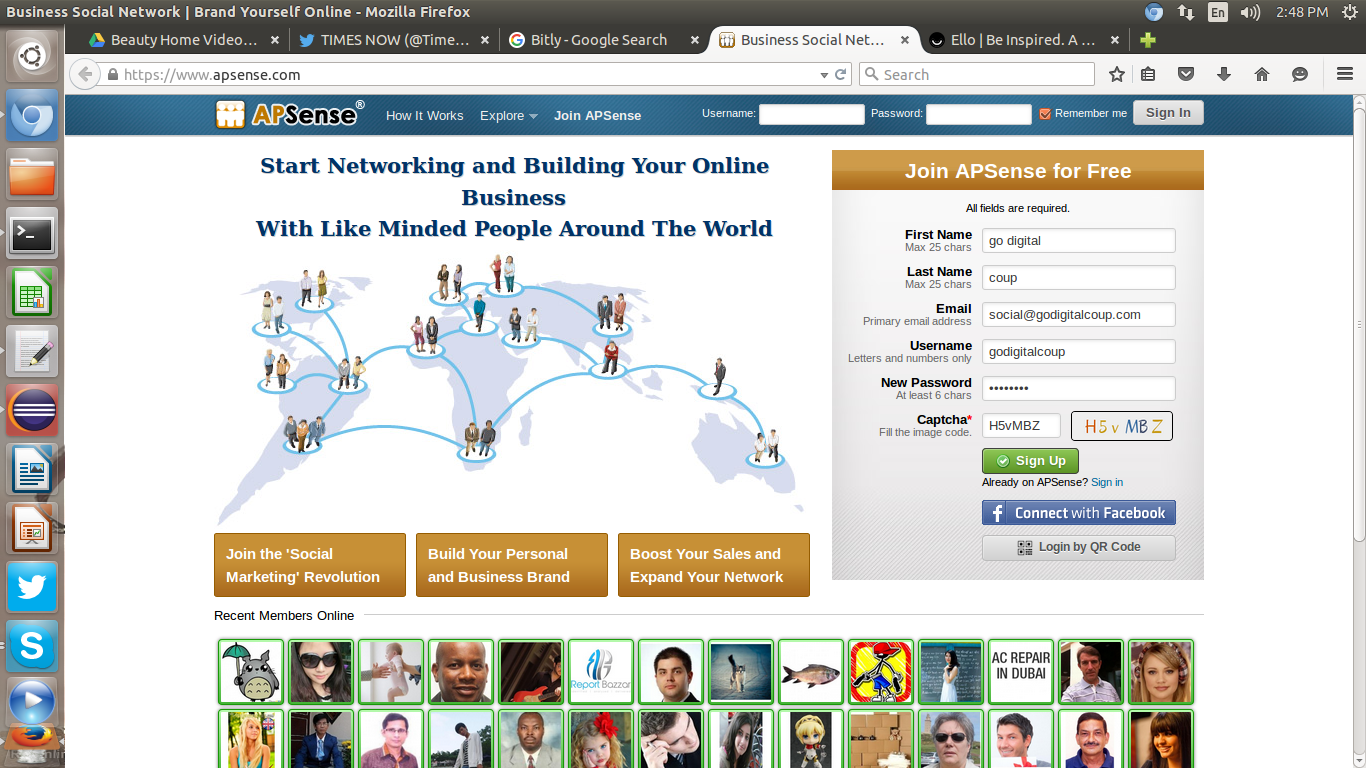 Business Social Network | Brand Yourself Online - Mozilla Firefox
En
2:48 PM
Beauty Home Video...
TIMES NOW (@Time...
Bitly - Google Search
Business Social Net...
Ello | Be Inspired. A ...
https://www.apsense.com
Search
APSense®
How It Works
Explore
Join APSense
Username:
Password:
Remember me
Sign In
Start Networking and Building Your Online
Business
With Like Minded People Around The World
Join APSense for Free
All fields are required.
First Name
Max 25 chars
go digital
Last Name
Max 25 chars
coup
Email
Primary email address
social@godigitalcoup.com
Username
Letters and numbers only
godigitalcoup
New Password
At least 6 chars
••••••••
Captcha*
Fill the image code.
H5vMBZ
H5vMBZ
Sign Up
Already on APSense? Sign in
Connect with Facebook
Login by QR Code
Join the 'Social
Marketing' Revolution
Build Your Personal
and Business Brand
Boost Your Sales and
Expand Your Network
Recent Members Online
Report Bazzar
AC REPAIR
IN DUBAI